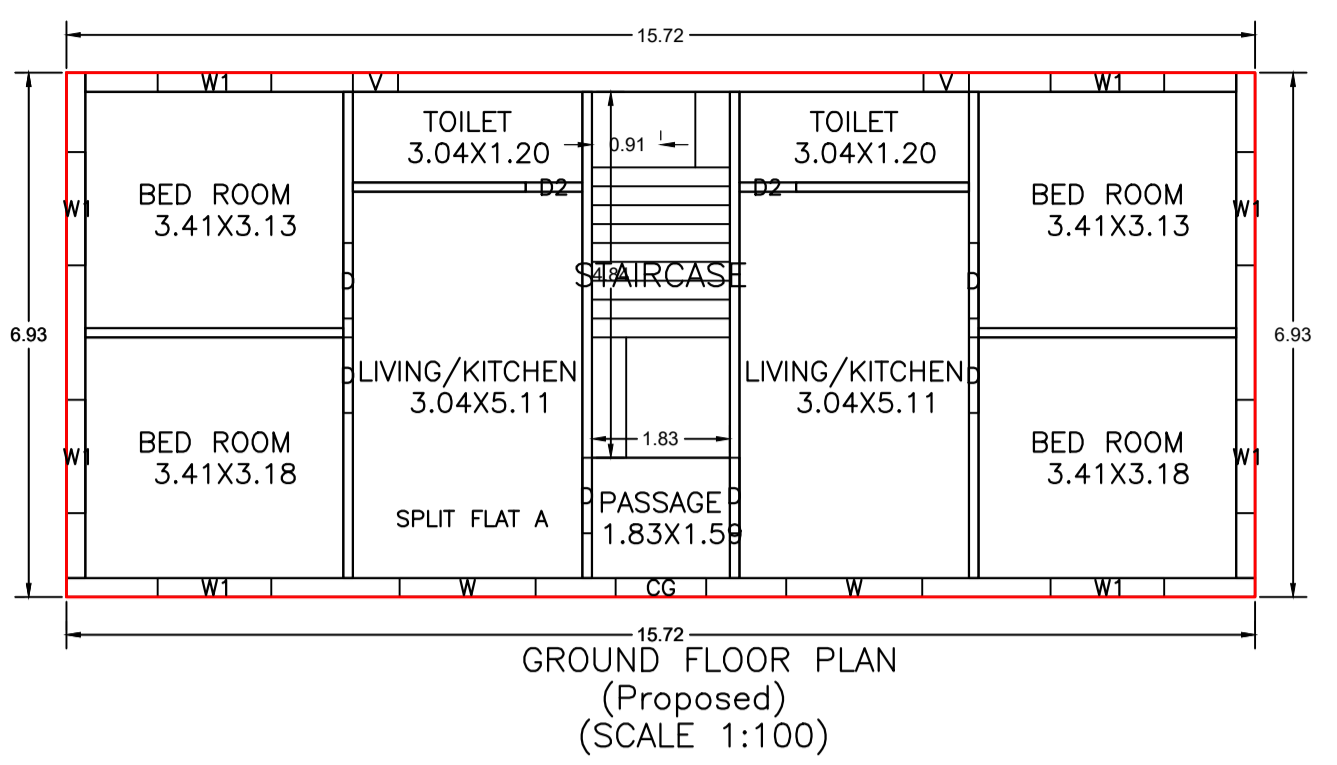 15.72
W1
V
V
W1
TOILET
3.04X1.20
0.91
TOILET
3.04X1.20
BED ROOM
3.41X3.13
D2
D2
BED ROOM
3.41X3.13
W1
W1
D
STAIRCASE
4.84
D
6.93
6.93
D
LIVING/KITCHEN
3.04X5.11
LIVING/KITCHEN
3.04X5.11
D
BED ROOM
3.41X3.18
1.83
BED ROOM
3.41X3.18
W1
W1
D
PASSAGE
1.83X1.59
D
SPLIT FLAT A
W1
W
CG
W
W1
15.72
GROUND FLOOR PLAN
(Proposed)
(SCALE 1:100)